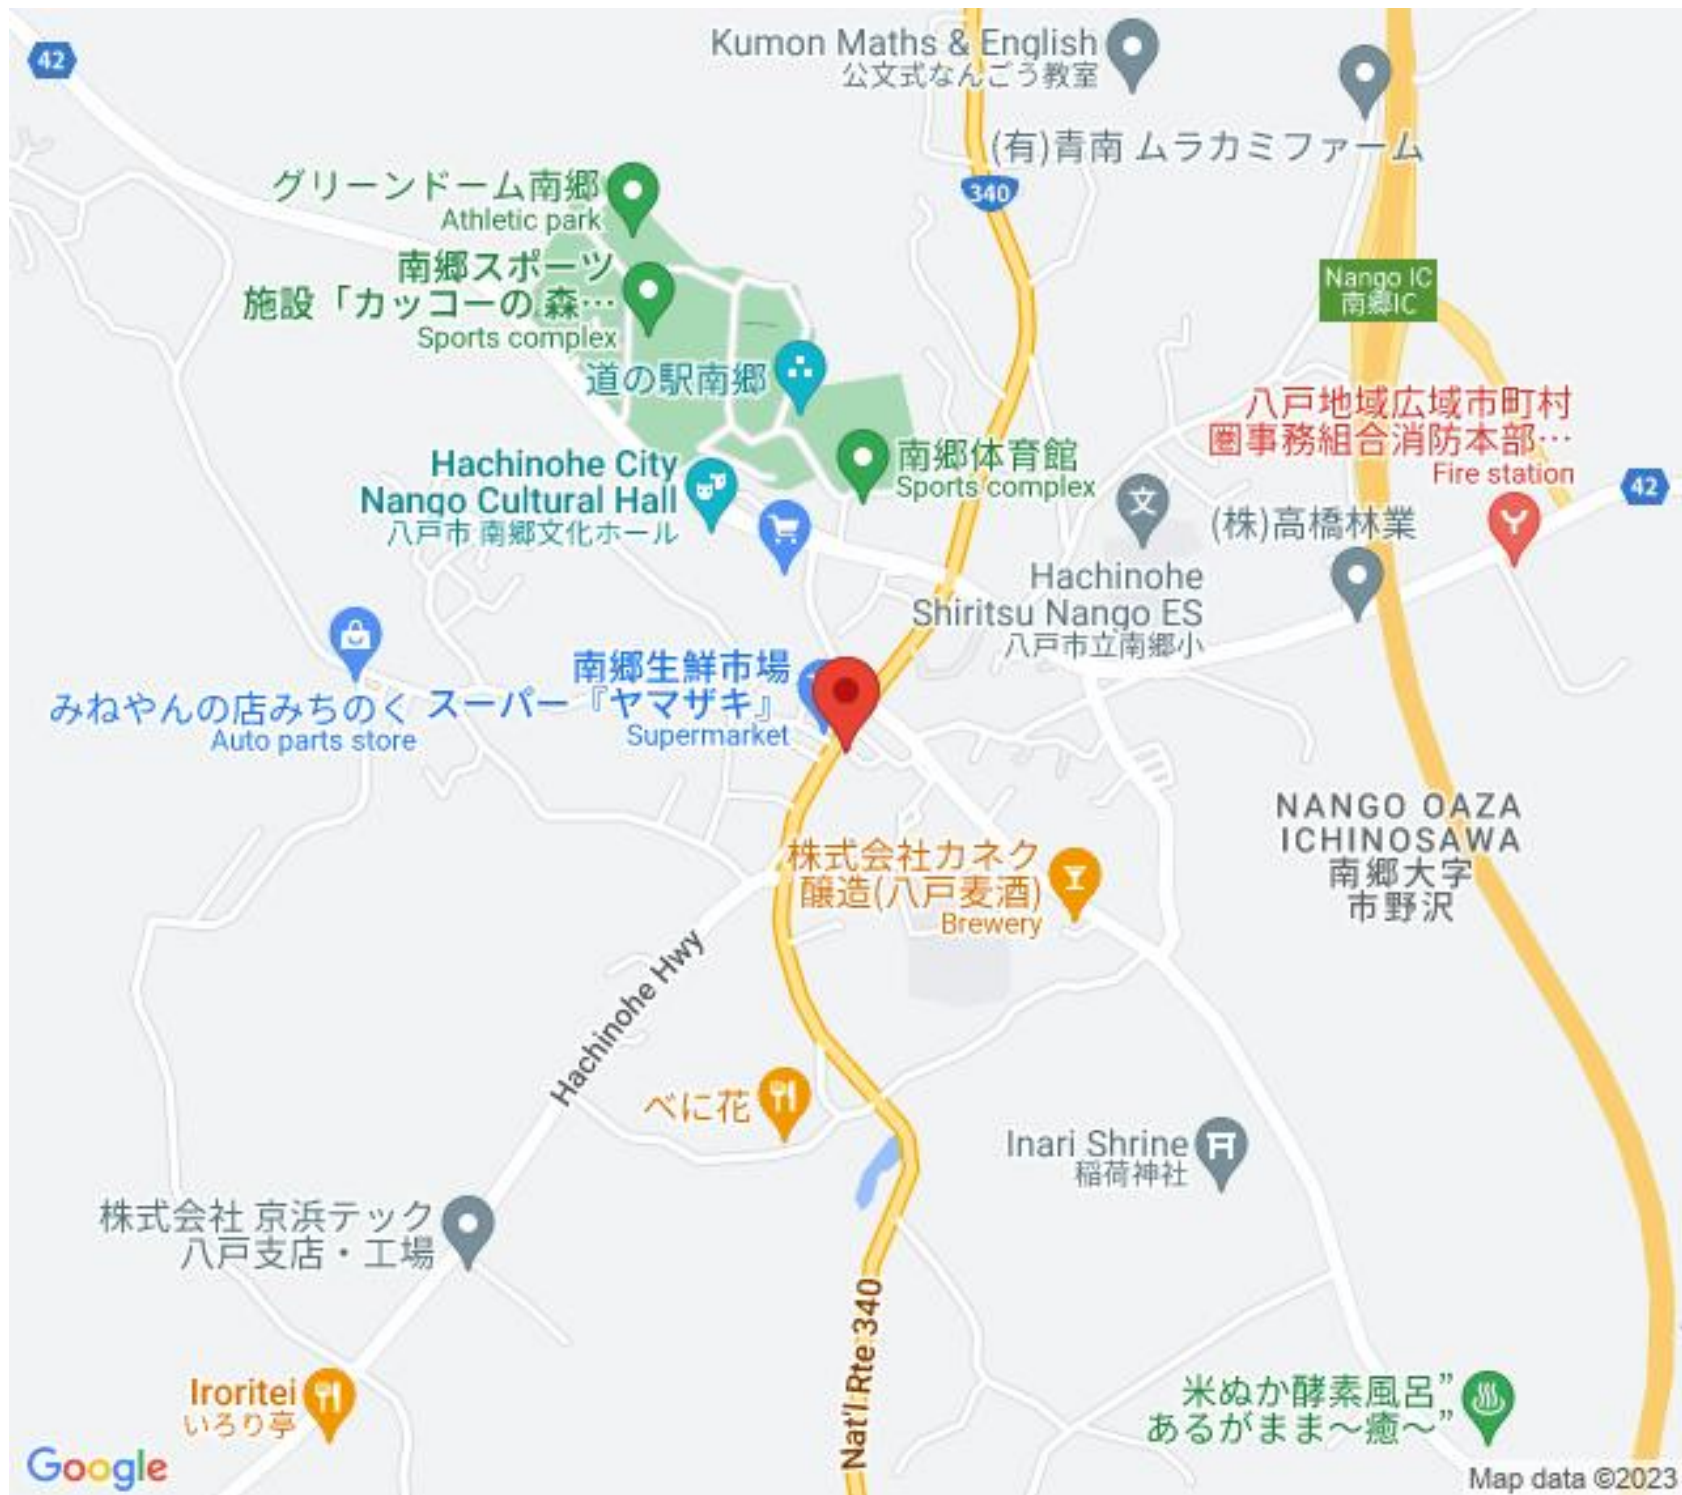 42
Kumon Maths & English
公文式なんごう教室
(有)青南 ムラカミファーム
340
グリーンドーム南郷
Athletic park
南郷スポーツ
施設「カッコーの 森…
Sports complex
Nango IC
南郷IC
道の駅南郷
八戸地域広域市町村
圏事務組合消防本部…
Fire station
42
Hachinohe City
Nango Cultural Hall
八戸市 南郷文化ホール
南郷体育館
Sports complex
文
(株)高橋林業
Hachinohe
Shiritsu Nango ES
八戸市立南郷小
南郷生鮮市場
スーパー『ヤマザキ』
Supermarket
みねやんの店みちのく
Auto parts store
NANGO OAZA
ICHINOSAWA
南郷大字
市野沢
株式会社カネク
醸造(八戸麦酒)
Brewery
Hachinohe Hwy
べに花
Inari Shrine
稲荷神社
株式会社 京浜テック
八戸支店・工場
Nat'l Rte 340
Iroritei
いろり亭
米ぬか酵素風呂”
あるがまま～癒～”
Google
Map data ©2023